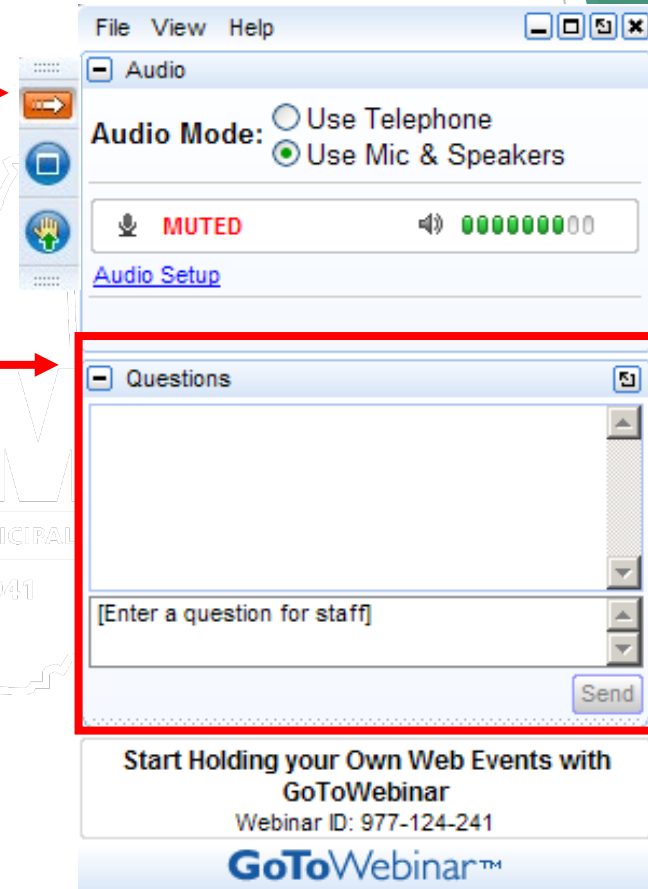 File View Help
Audio
Audio Mode:
Use Telephone
Use Mic & Speakers
MUTED
Audio Setup
Questions
[Enter a question for staff]
Send
Start Holding your Own Web Events with
GoToWebinar
Webinar ID: 977-124-241
GoToWebinar™